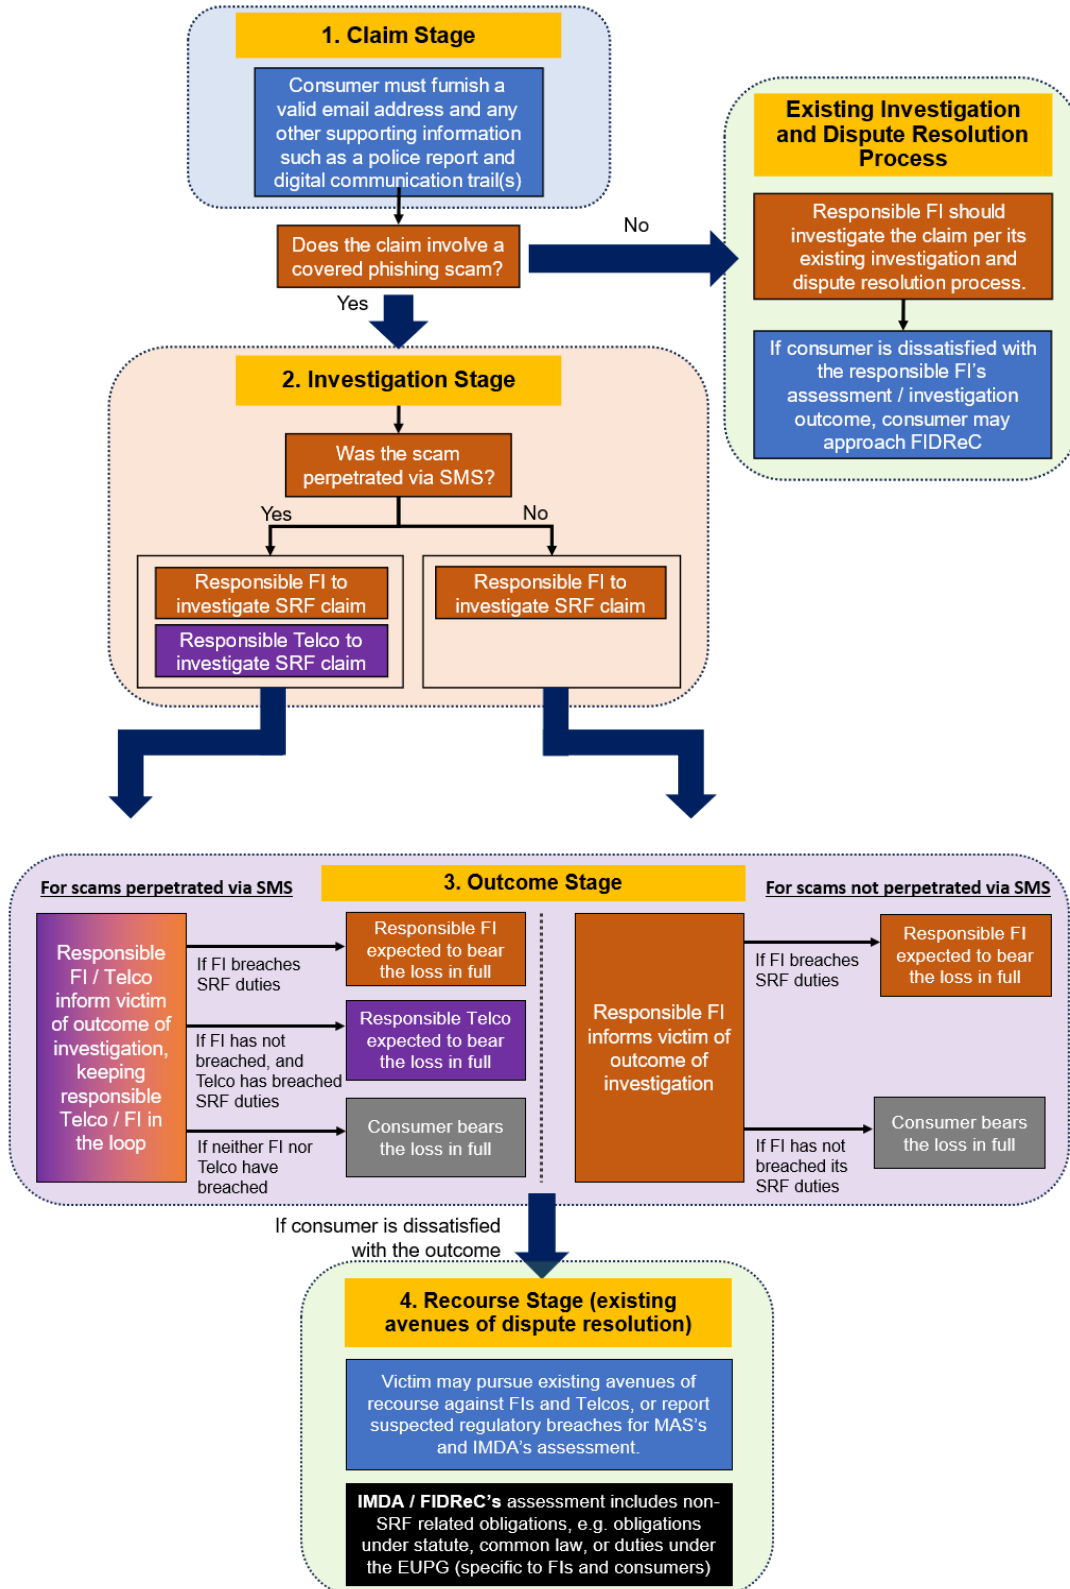 1. Claim Stage
Consumer must furnish a
valid email address and any
other supporting information
such as a police report and
digital communication trail(s)
Does the claim involve a
covered phishing scam?
No
Yes
Existing Investigation
and Dispute Resolution
Process
Responsible FI should
investigate the claim per its
existing investigation and
dispute resolution process.
If consumer is dissatisfied with
the responsible FI's
assessment / investigation
outcome, consumer may
approach FIDReC
2. Investigation Stage
Was the scam
perpetrated via SMS?
Yes
No
Responsible FI to
investigate SRF claim
Responsible Telco to
investigate SRF claim
Responsible FI to
investigate SRF claim
3. Outcome Stage
For scams perpetrated via SMS
Responsible
FI / Telco
inform victim
of outcome of
investigation,
keeping
responsible
Telco / FI in
the loop
If FI breaches
SRF duties
Responsible FI
expected to bear
the loss in full
If FI has not
breached, and
Telco has breached
SRF duties
Responsible Telco
expected to bear
the loss in full
If neither FI nor
Telco have
breached
Consumer bears
the loss in full
For scams not perpetrated via SMS
Responsible FI
informs victim of
outcome of
investigation
If FI breaches
SRF duties
Responsible FI
expected to bear
the loss in full
If FI has not
breached its
SRF duties
Consumer bears
the loss in full
If consumer is dissatisfied
with the outcome
4. Recourse Stage (existing
avenues of dispute resolution)
Victim may pursue existing avenues of
recourse against FIs and Telcos, or report
suspected regulatory breaches for MAS's
and IMDA's assessment.
IMDA / FIDReC's assessment includes non-
SRF related obligations, e.g. obligations
under statute, common law, or duties under
the EUPG (specific to FIs and consumers)